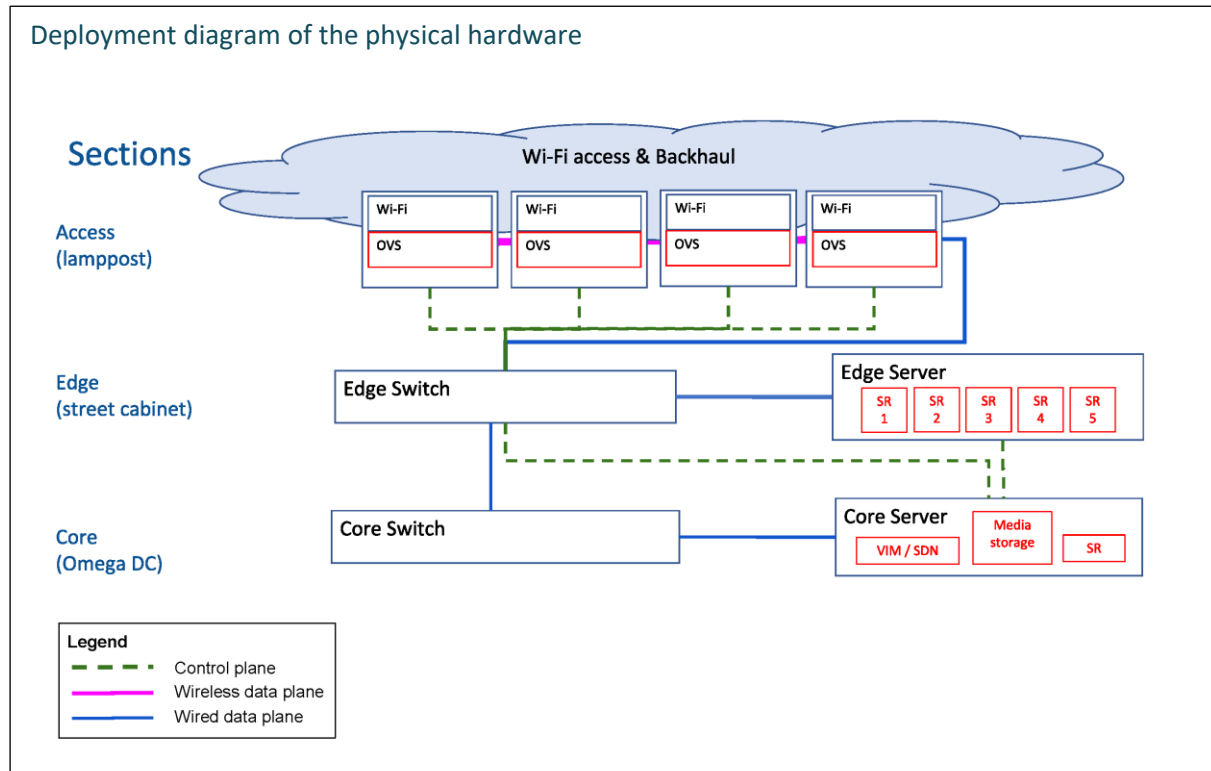 Deployment diagram of the physical hardware
Sections
Wi-Fi access & Backhaul
Access
(lamppost)
Wi-Fi
OVS
Wi-Fi
OVS
Wi-Fi
OVS
Wi-Fi
OVS
Edge
(street cabinet)
Edge Switch
Edge Server
SR
1
SR
2
SR
3
SR
4
SR
5
Core
(Omega DC)
Core Switch
Core Server
VIM / SDN
Media
storage
SR
Legend
Control plane
Wireless data plane
Wired data plane